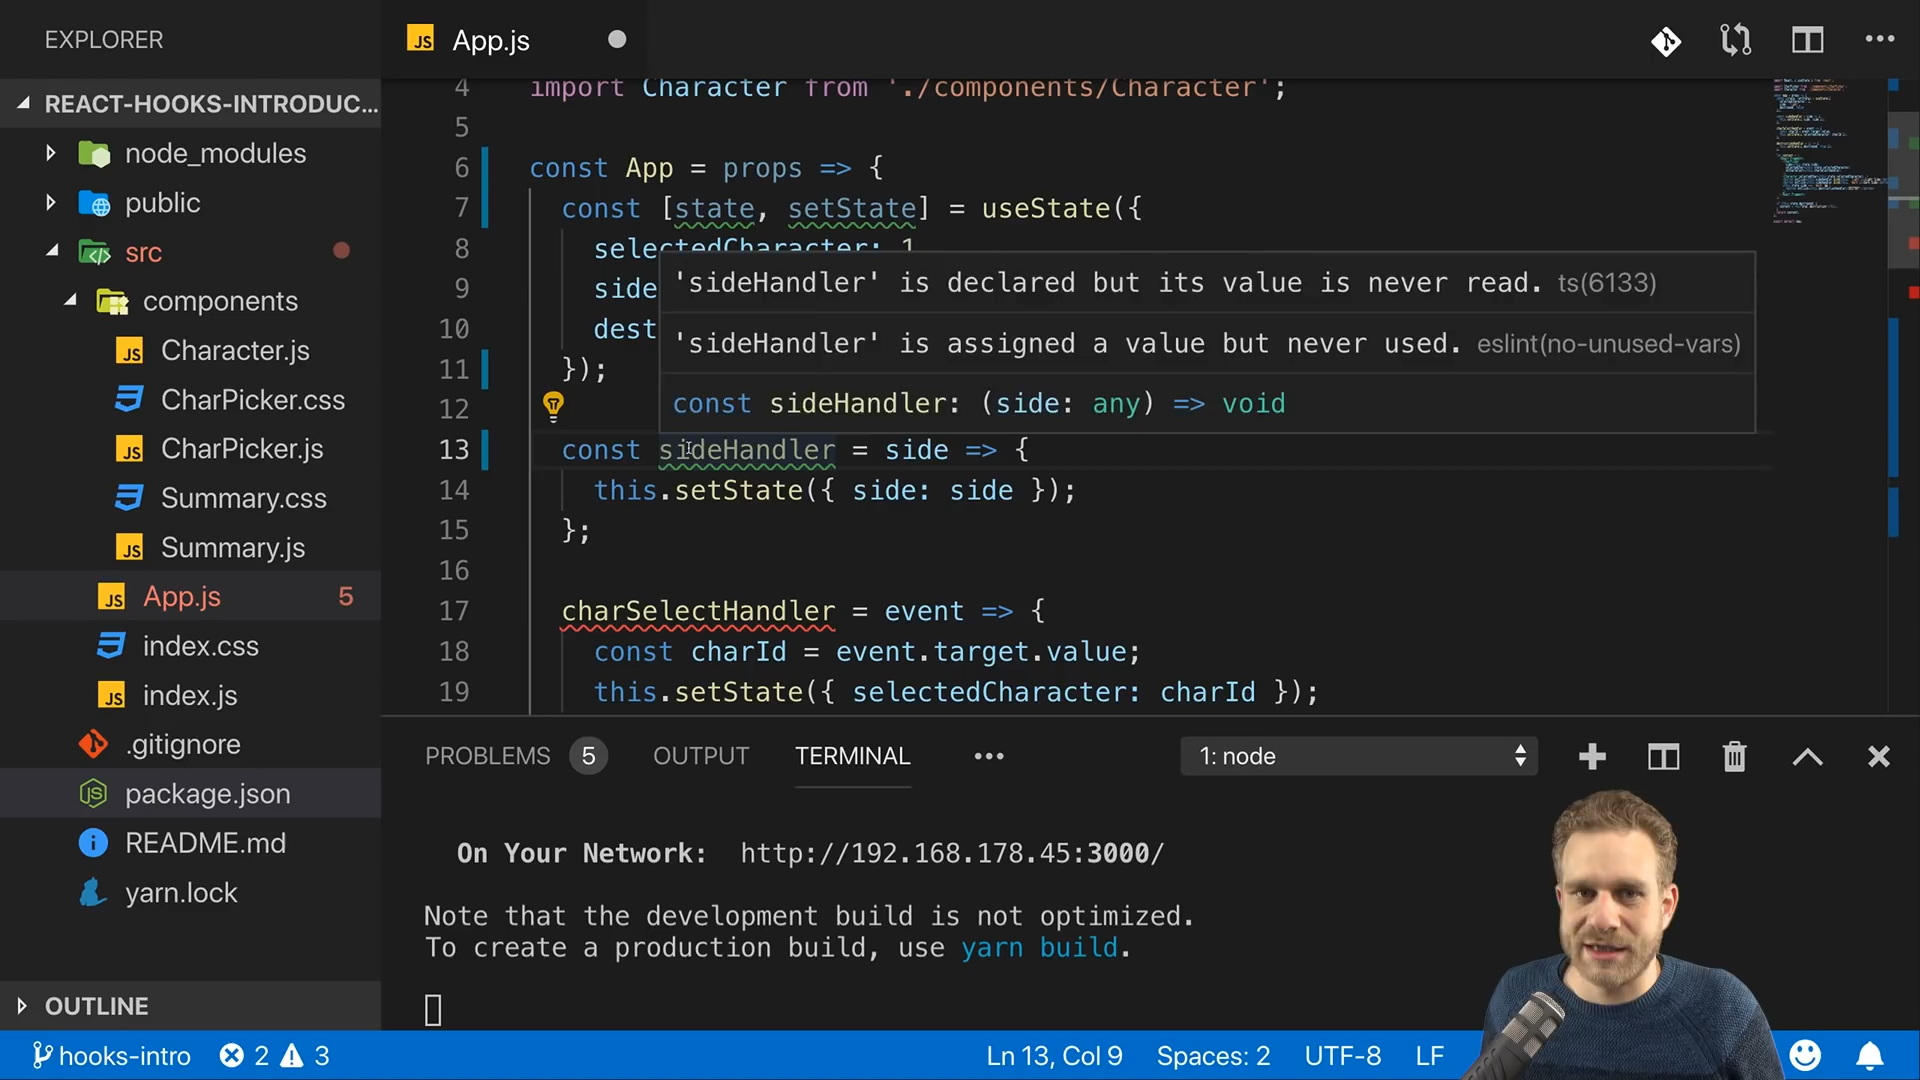 EXPLORER
JS App.js
REACT-HOOKS-INTRODUC...
node_modules
public
src
components
JS Character.js
CharPicker.css
JS CharPicker.js
Summary.css
JS Summary.js
JS App.js 5
index.css
JS index.js
.gitignore
package.json
README.md
yarn.lock
OUTLINE
4 import Character from './components/Character';
5
6 const App = props => {
7 const [state, setState] = useState({
8 selectedCharacter: 1
9 side
10 dest
11 });
12
13 const sideHandler = side => {
14 this.setState({ side: side });
15 };
16
17 charSelectHandler = event => {
18 const charId = event.target.value;
19 this.setState({ selectedCharacter: charId });
'sideHandler' is declared but its value is never read. ts(6133)
'sideHandler' is assigned a value but never used. eslint(no-unused-vars)
const sideHandler: (side: any) => void
PROBLEMS 5 OUTPUT TERMINAL ••• 1: node
On Your Network: http://192.168.178.45:3000/
Note that the development build is not optimized.
To create a production build, use yarn build.
hooks-intro 2 3 Ln 13, Col 9 Spaces: 2 UTF-8 LF